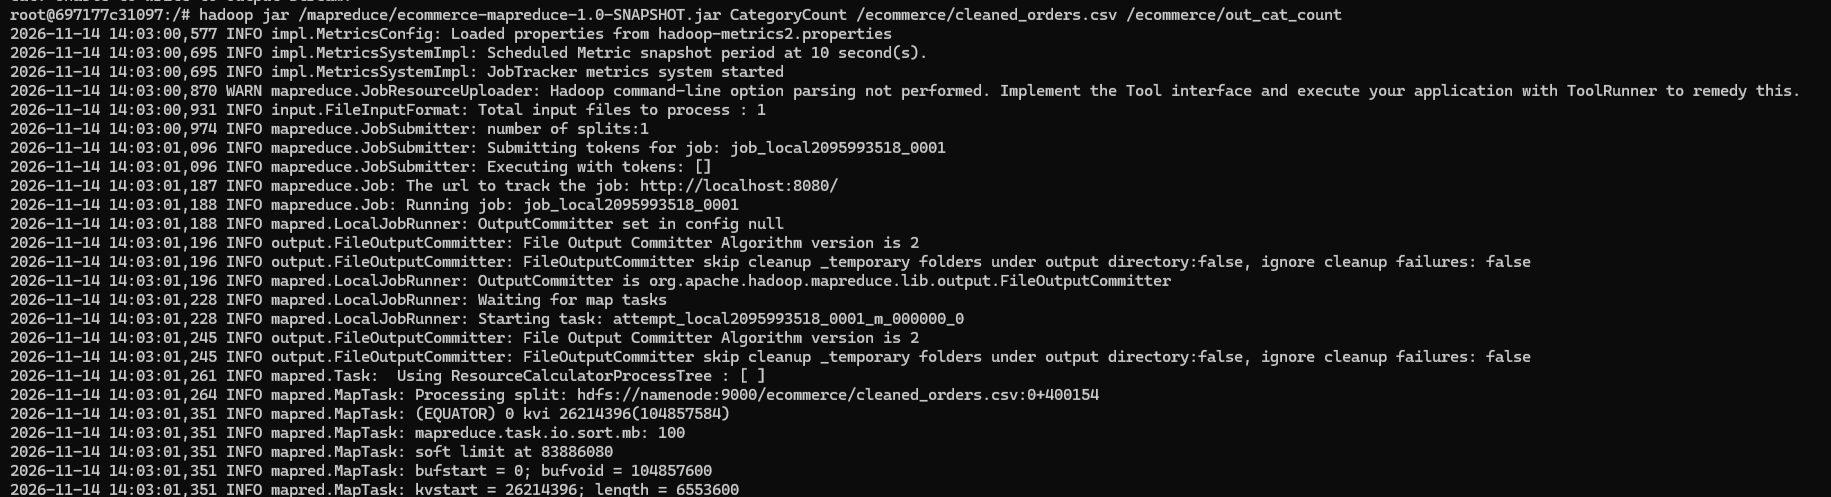 root@697177c31097:/# hadoop jar /mapreduce/ecommerce-mapreduce-1.0-SNAPSHOT.jar CategoryCount /ecommerce/cleaned_orders.csv /ecommerce/out_cat_count
2026-11-14 14:03:00,577 INFO impl.MetricsConfig: Loaded properties from hadoop-metrics2.properties
2026-11-14 14:03:00,695 INFO impl.MetricsSystemImpl: Scheduled Metric snapshot period at 10 second(s).
2026-11-14 14:03:00,695 INFO impl.MetricsSystemImpl: JobTracker metrics system started
2026-11-14 14:03:00,870 WARN mapreduce.JobResourceUploader: Hadoop command-line option parsing not performed. Implement the Tool interface and execute your application with ToolRunner to remedy this.
2026-11-14 14:03:00,931 INFO input.FileInputFormat: Total input files to process : 1
2026-11-14 14:03:00,974 INFO mapreduce.JobSubmitter: number of splits:1
2026-11-14 14:03:01,096 INFO mapreduce.JobSubmitter: Submitting tokens for job: job_local2095993518_0001
2026-11-14 14:03:01,096 INFO mapreduce.JobSubmitter: Executing with tokens: []
2026-11-14 14:03:01,187 INFO mapreduce.Job: The url to track the job: http://localhost:8080/
2026-11-14 14:03:01,188 INFO mapreduce.Job: Running job: job_local2095993518_0001
2026-11-14 14:03:01,188 INFO mapred.LocalJobRunner: OutputCommitter set in config null
2026-11-14 14:03:01,196 INFO output.FileOutputCommitter: File Output Committer Algorithm version is 2
2026-11-14 14:03:01,196 INFO output.FileOutputCommitter: FileOutputCommitter skip cleanup _temporary folders under output directory:false, ignore cleanup failures: false
2026-11-14 14:03:01,196 INFO mapred.LocalJobRunner: OutputCommitter is org.apache.hadoop.mapreduce.lib.output.FileOutputCommitter
2026-11-14 14:03:01,228 INFO mapred.LocalJobRunner: Waiting for map tasks
2026-11-14 14:03:01,228 INFO mapred.LocalJobRunner: Starting task: attempt_local2095993518_0001_m_000000_0
2026-11-14 14:03:01,245 INFO output.FileOutputCommitter: File Output Committer Algorithm version is 2
2026-11-14 14:03:01,245 INFO output.FileOutputCommitter: FileOutputCommitter skip cleanup _temporary folders under output directory:false, ignore cleanup failures: false
2026-11-14 14:03:01,261 INFO mapred.Task:  Using ResourceCalculatorProcessTree : [ ]
2026-11-14 14:03:01,264 INFO mapred.MapTask: Processing split: hdfs://namenode:9000/ecommerce/cleaned_orders.csv:0+400154
2026-11-14 14:03:01,351 INFO mapred.MapTask: (EQUATOR) 0 kvi 26214396(104857584)
2026-11-14 14:03:01,351 INFO mapred.MapTask: mapreduce.task.io.sort.mb: 100
2026-11-14 14:03:01,351 INFO mapred.MapTask: soft limit at 83886080
2026-11-14 14:03:01,351 INFO mapred.MapTask: bufstart = 0; bufvoid = 104857600
2026-11-14 14:03:01,351 INFO mapred.MapTask: kvstart = 26214396; length = 6553600